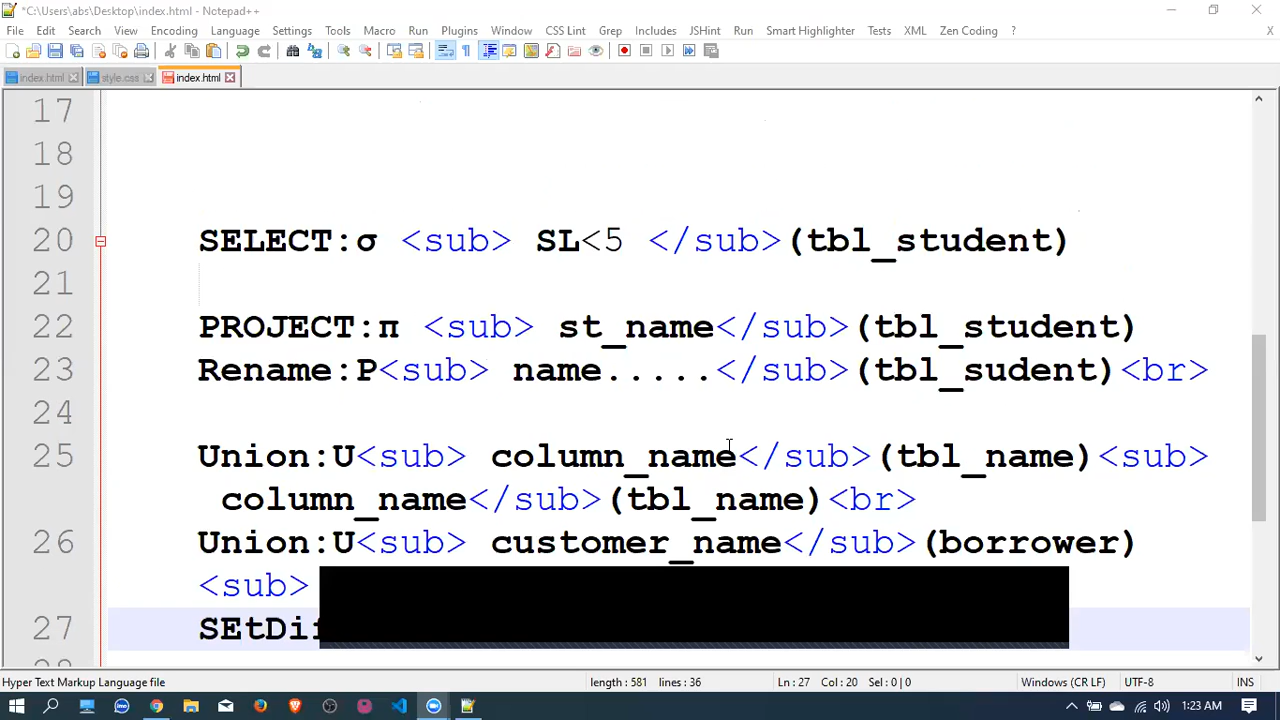 *C:\Users\abs\Desktop\index.html - Notepad++
File Edit Search View Encoding Language Settings Tools Macro Run Plugins Window CSS Lint Grep Includes JSHint Run Smart Highlighter Tests XML Zen Coding ? X
index.html style.css index.html
17
18
19
20 SELECT:σ <sub> SL<5 </sub>(tbl_student)
21
22 PROJECT:π <sub> st_name</sub>(tbl_student)
23 Rename:P<sub> name.....</sub>(tbl_sudent)<br>
24
25 Union:U<sub> column_name</sub>(tbl_name)<sub>
column_name</sub>(tbl_name)<br>
26 Union:U<sub> customer_name</sub>(borrower)
<sub>
27 SEtDif
Hyper Text Markup Language file length : 581 lines : 36 Ln : 27 Col : 20 Sel : 0 | 0 Windows (CR LF) UTF-8 INS
1:23 AM